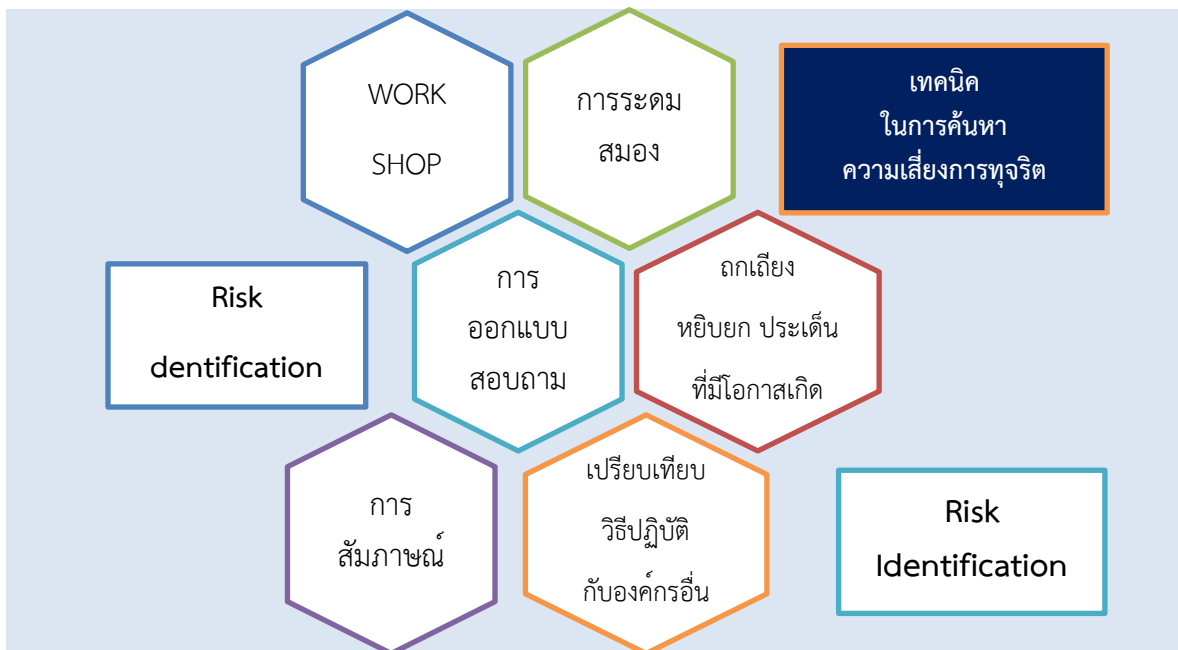 WORK
SHOP
การระดม
สมอง
เทคนิค
ในการค้นหา
ความเสี่ยงการทุจริต
Risk
dentification
การ
ออกแบบ
สอบถาม
ถกเถียง
หยิบยก ประเด็น
ที่มีโอกาสเกิด
การ
สัมภาษณ์
เปรียบเทียบ
วิธีปฏิบัติ
กับองค์กรอื่น
Risk
Identification